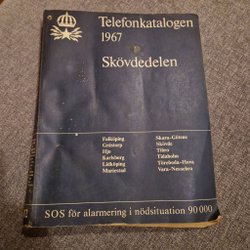 Telefonkatalogen
1967
Skövdedelen
Falköping
Grästorp
Hjo
Karlsborg
Lidköping
Mariestad
Skara-Götene
Skövde
Tibro
Tidaholm
Töreboda-Hova
Vara-Nossebro
SOS för alarmering i nödsituation 90 000